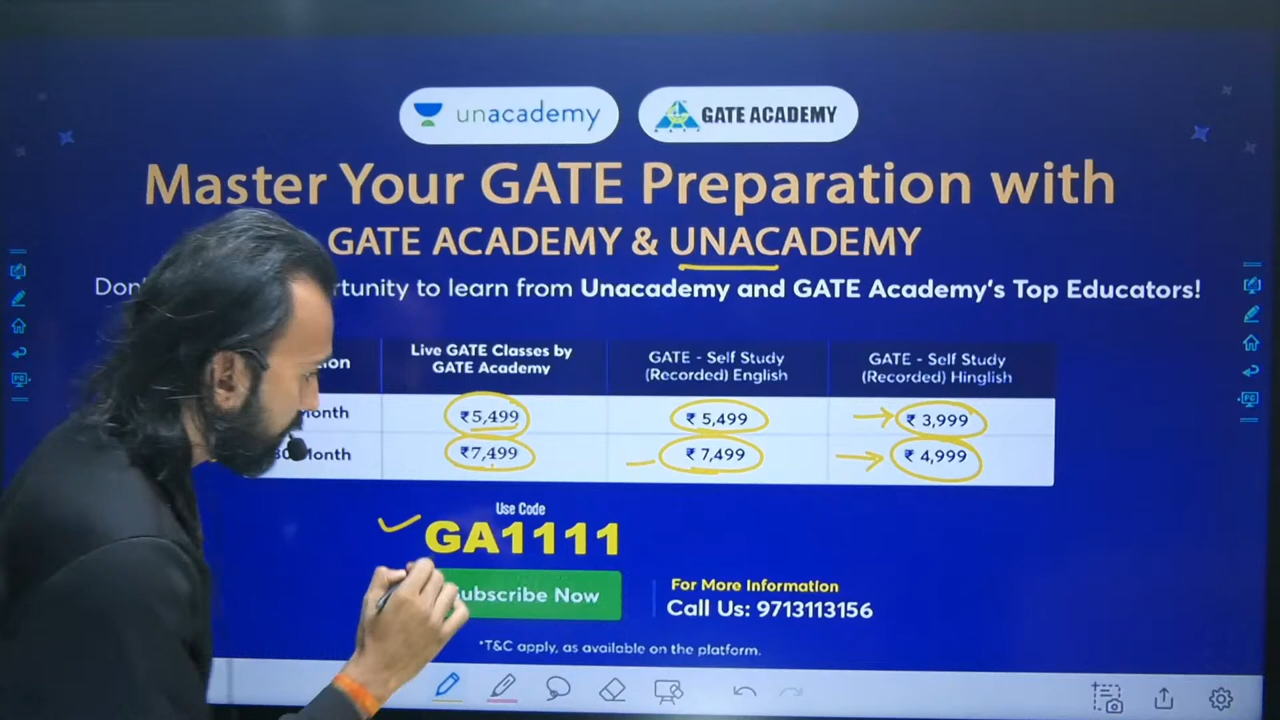 unacademy GATE ACADEMY
Master Your GATE Preparation with
GATE ACADEMY & UNACADEMY
to learn from Unacademy and GATE Academy's Top Educators!
Live GATE Classes by GATE - Self Study GATE - Self Study
GATE Academy (Recorded) English (Recorded) Hinglish
Month ₹5,499 ₹ 5,499 ₹ 3,999
Month ₹7,499 ₹ 7,499 ₹ 4,999
Use Code
GA1111
Subscribe Now
For More Information
Call Us: 9713113156
*T&C apply, as available on the platform.